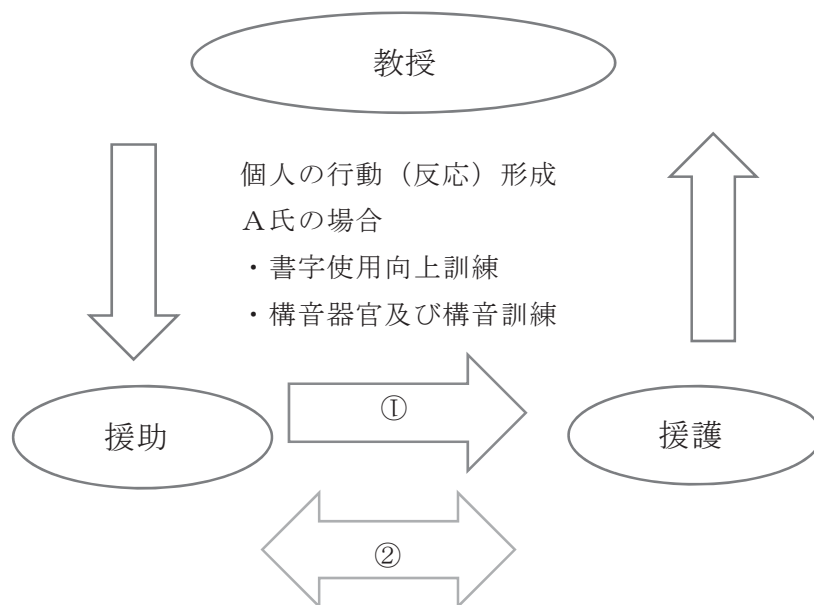 教授
個人の行動（反応）形成
Ａ氏の場合
・書字使用向上訓練
・構音器官及び構音訓練
①
援助
援護
②